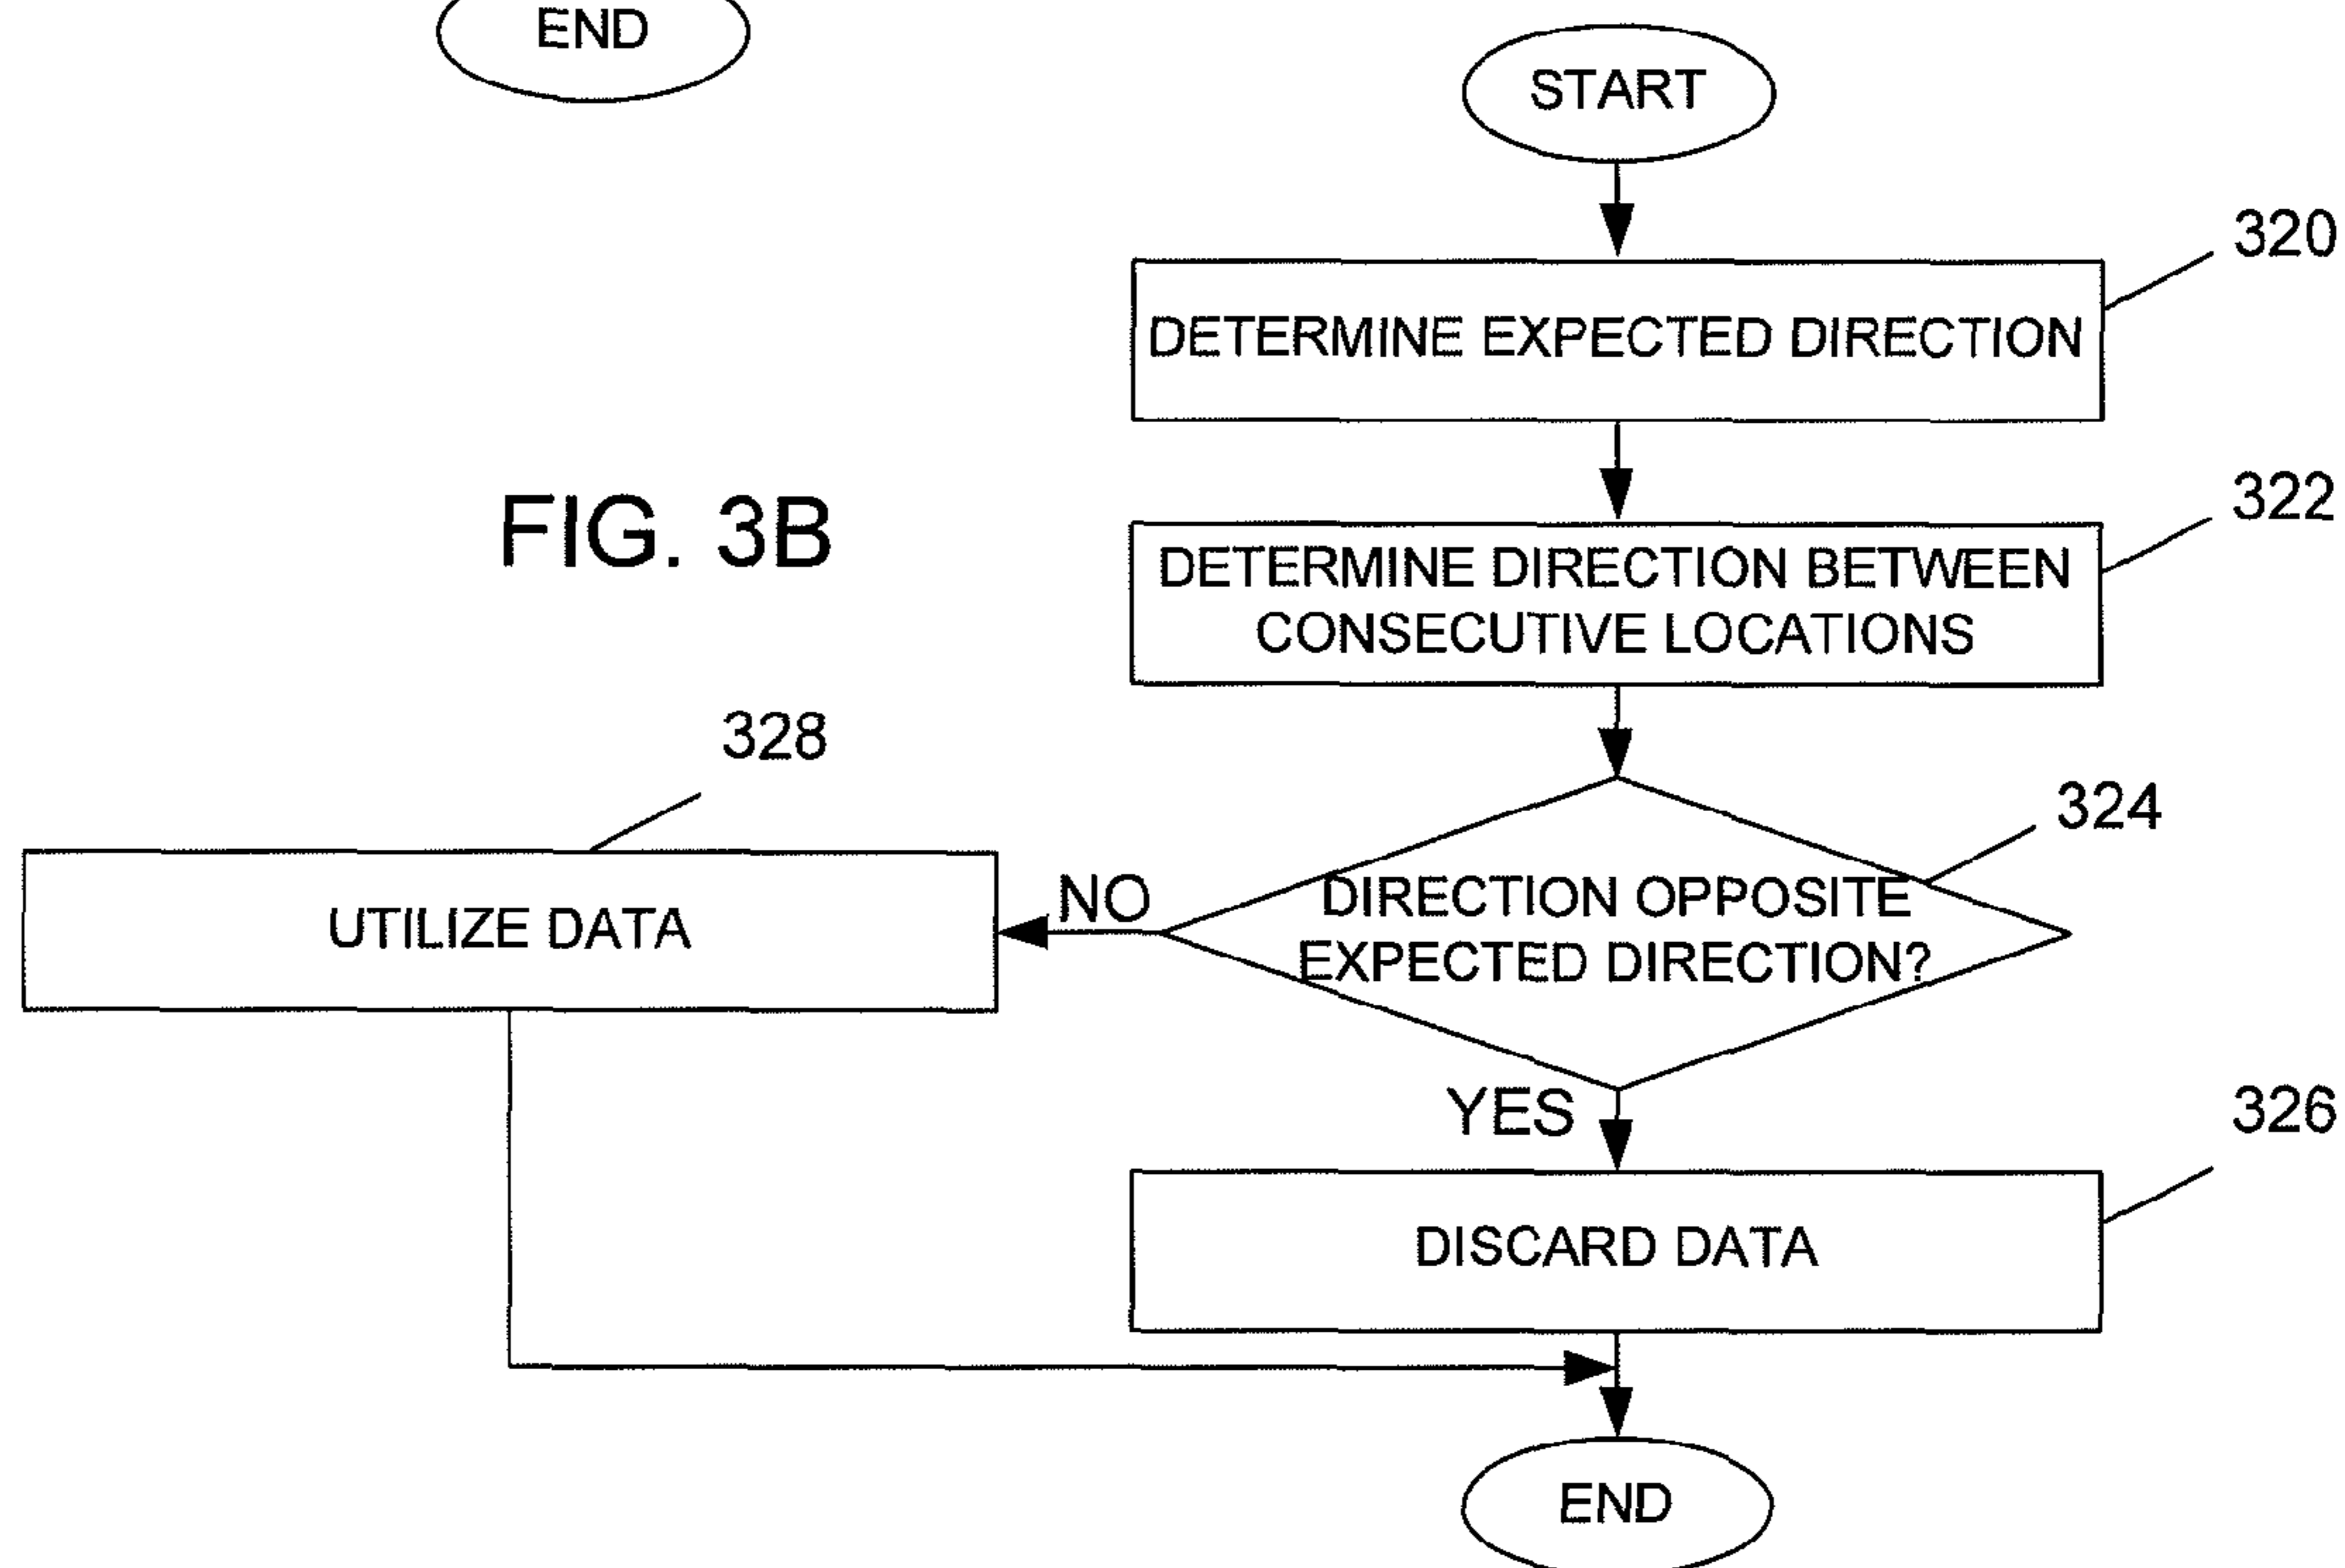 END
START
320
DETERMINE EXPECTED DIRECTION
322
FIG. 3B
DETERMINE DIRECTION BETWEEN
CONSECUTIVE LOCATIONS
328
324
NO
DIRECTION OPPOSITE
EXPECTED DIRECTION?
UTILIZE DATA
YES
326
DISCARD DATA
END